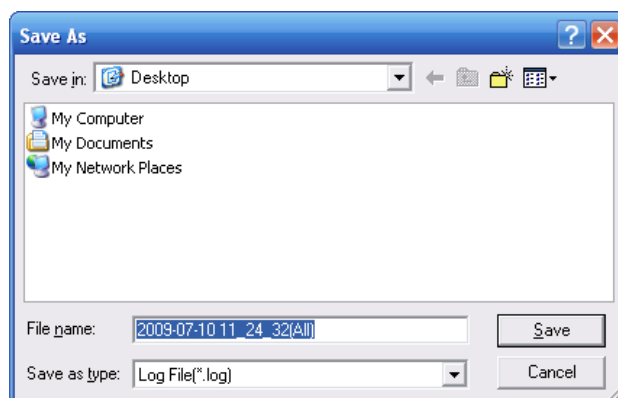 Save As
Save in: Desktop
My Computer
My Documents
My Network Places
File name: 2009-07-10 11_24_32(All) Save
Save as type: Log File(*.log) Cancel